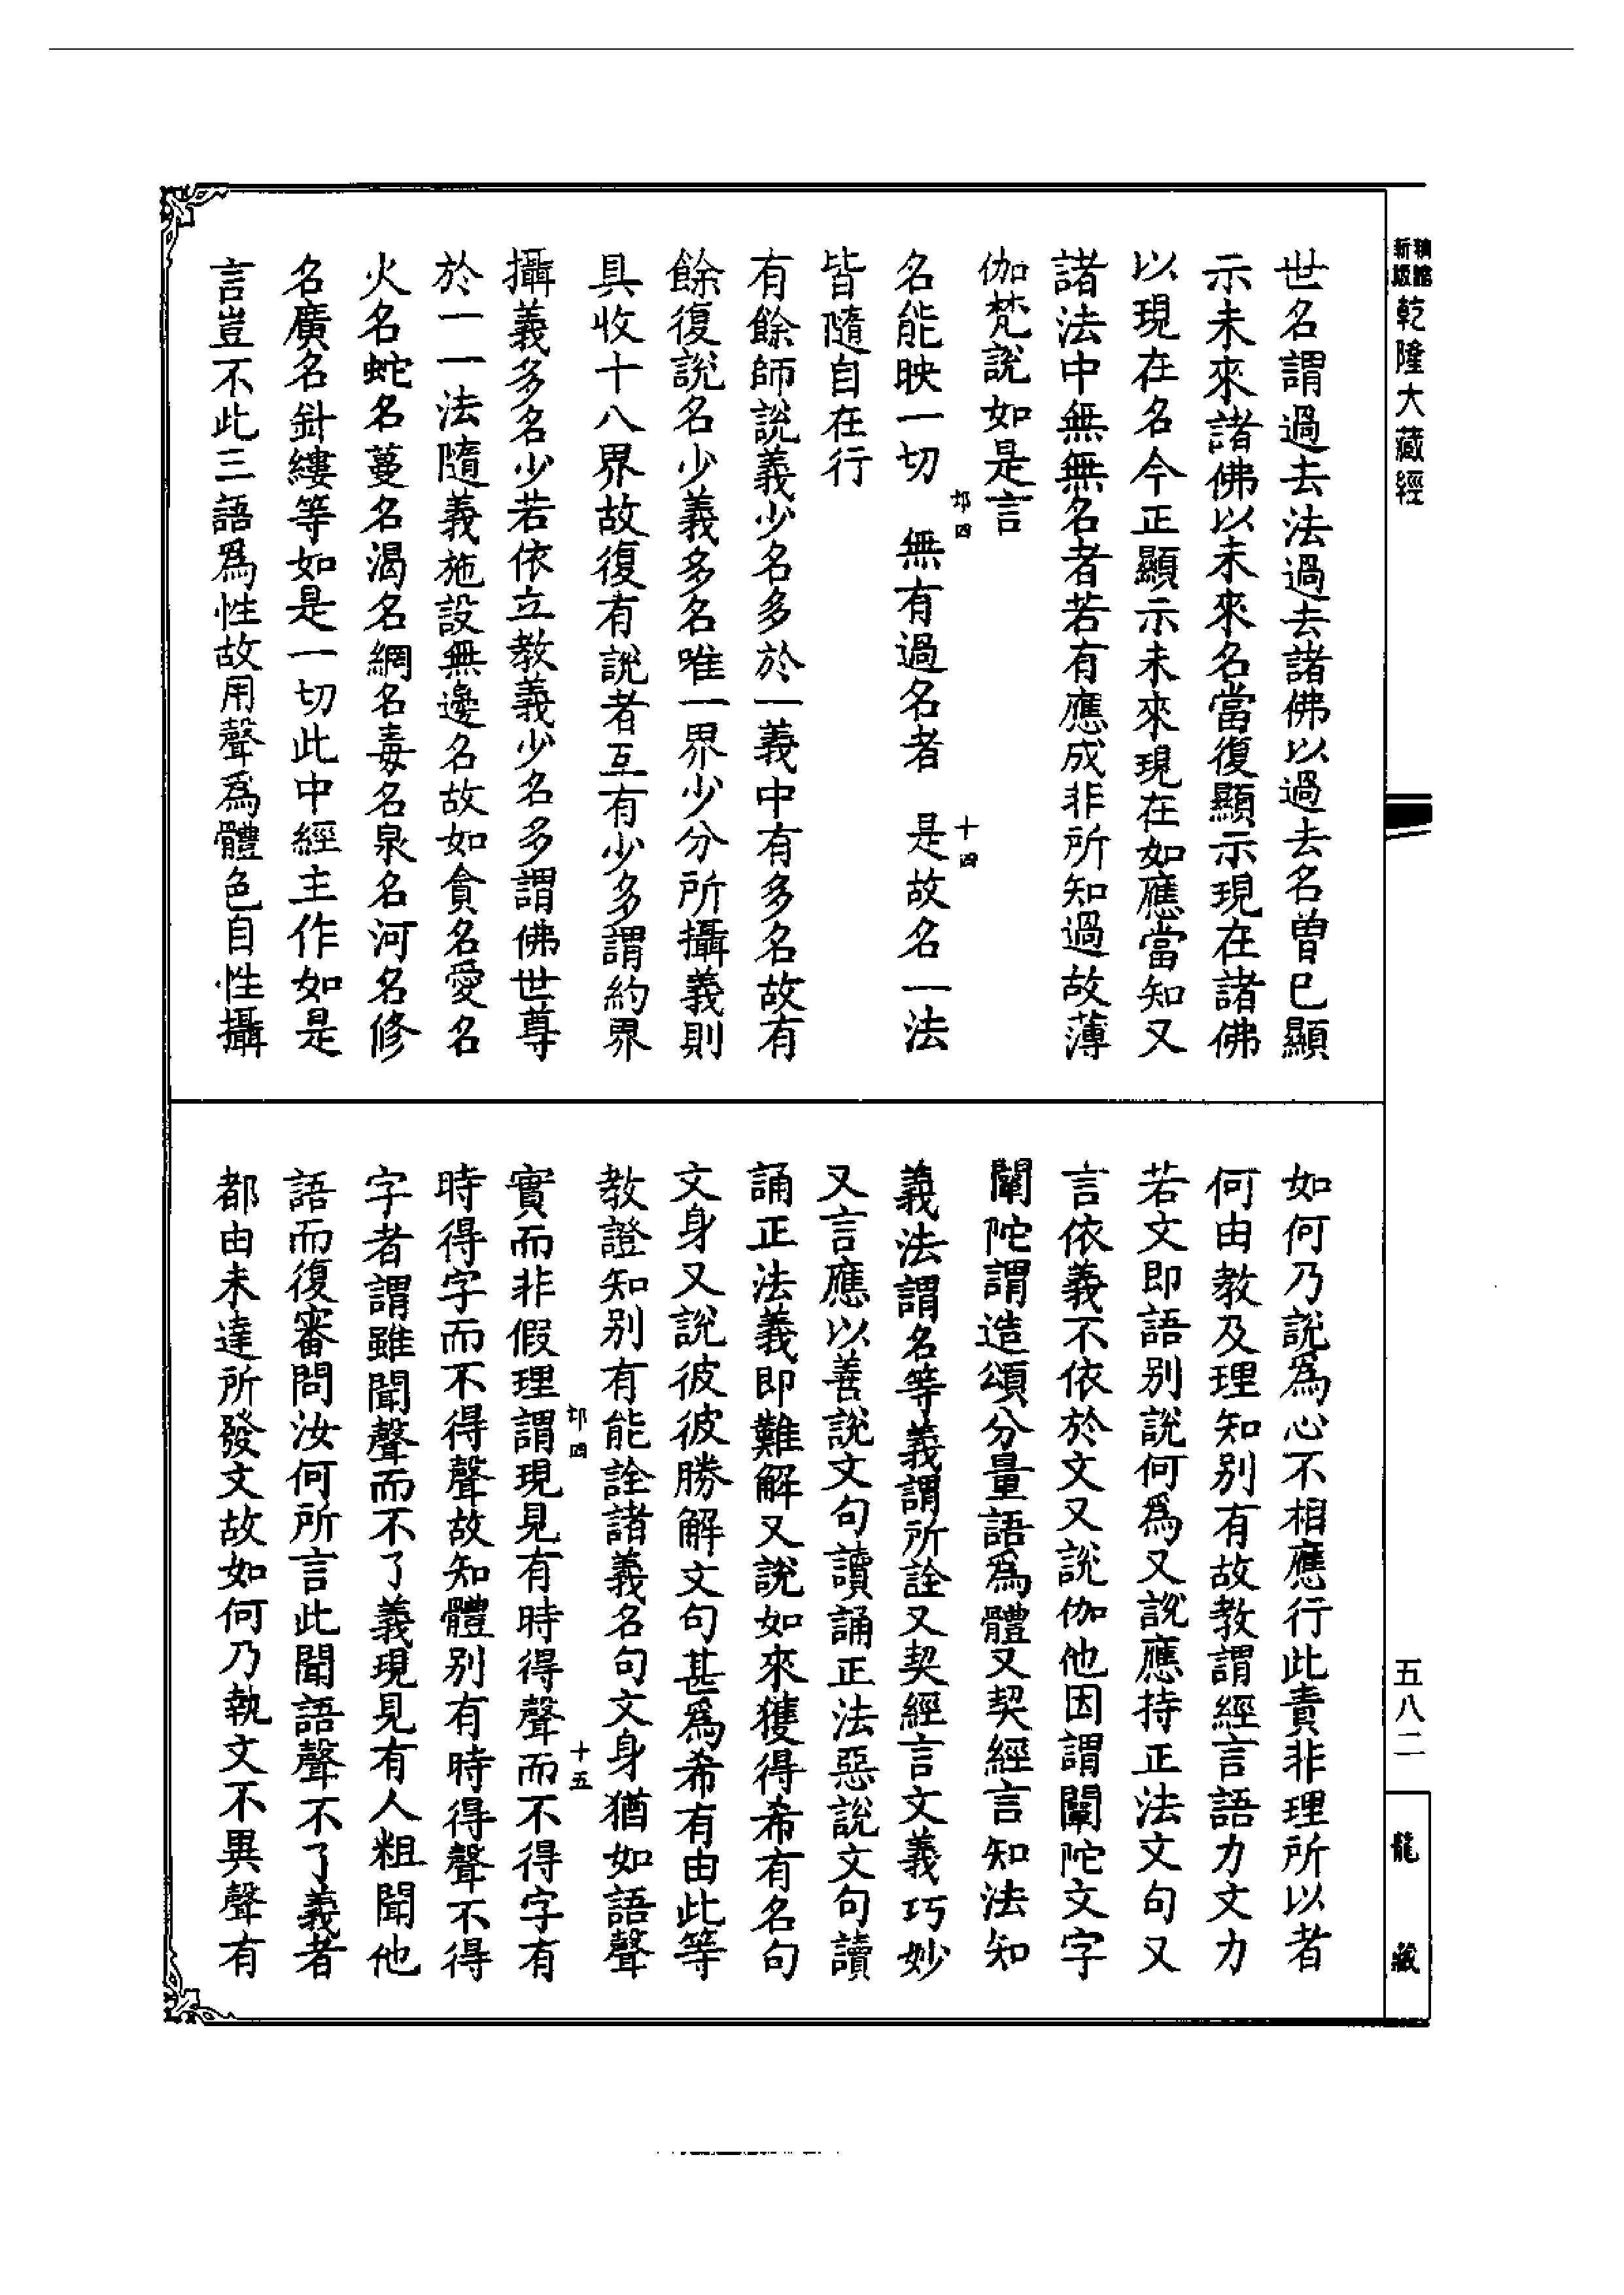 乾隆大藏經
世名謂過去法過去諸佛以過去名曾已顯
示未來諸佛以未來名當復顯示現在諸佛
以現在名今正顯示未來現在如應當知又
諸法中無無名者若有應成非所知過故薄
伽梵說如是言
名能映一切　無有過名者　是故名一法
皆隨自在行
有餘師說義少名多於一義中有多名故有
餘復說名少義多名唯一界少分所攝義則
具收十八界故復有說者互有少多謂約界
攝義多名少若依立教義少名多謂佛世尊
於一一法隨義施設無邊名故如貪名愛名
火名蛇名蔓名渴名網名毒名泉名河名修
名廣名針縷等如是一切此中經主作如是
言豈不此三語爲性故用聲爲體色自性攝
十四
如何乃說爲心不相應行此責非理所以者
何由教及理知別有故教謂經言語力文力
若文即語別說何爲又說應持正法文句又
言依義不依於文又說伽他因謂闡陀文字
闡陀謂造頌分量語爲體又契經言知法知
義法謂名等義謂所詮又契經言文義巧妙
又言應以善說文句讀誦正法惡說文句讀
誦正法義即難解又說如來獲得希有名句
文身又說彼彼勝解文句甚爲希有由此等
教證知別有能詮諸義名句文身猶如語聲
實而非假理謂現見有時得聲而不得字有
時得字而不得聲故知體別有時得聲不得
字者謂雖聞聲而不了義現見有人粗聞他
語而復審問汝何所言此聞語聲不了義者
都由未達所發文故如何乃執文不異聲有
十五
五八二
龍藏